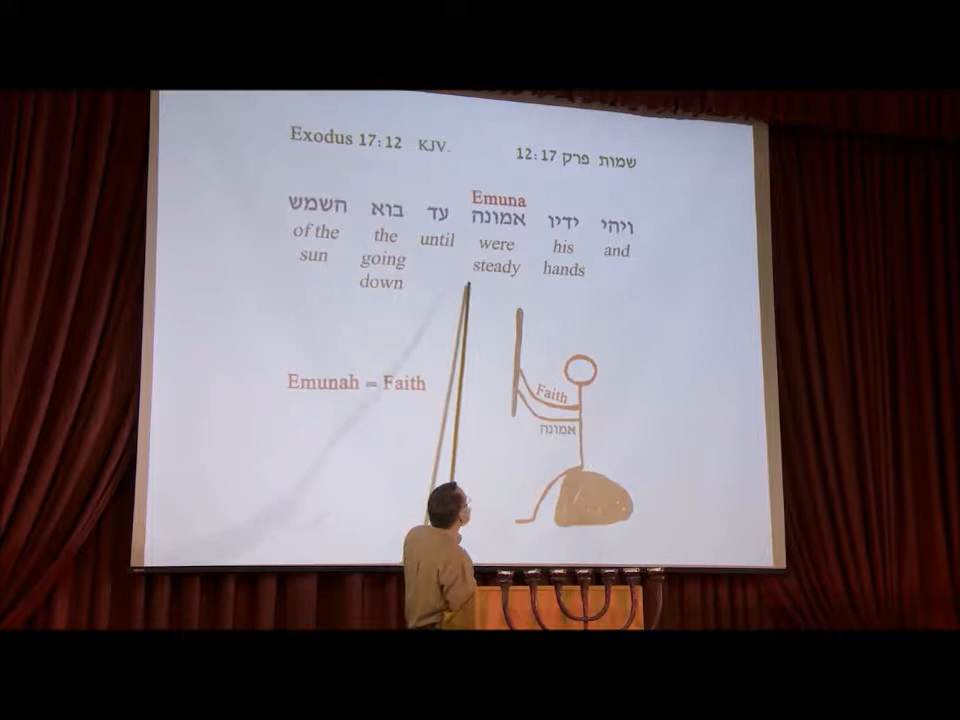 Exodus 17:12 KJV.
שמות פרק 12:17
Emuna
ויהי ידיו אמונה עד בוא השמש
of the the until were his and
sun going steady hands
down
Emunah = Faith
Faith
אמונה